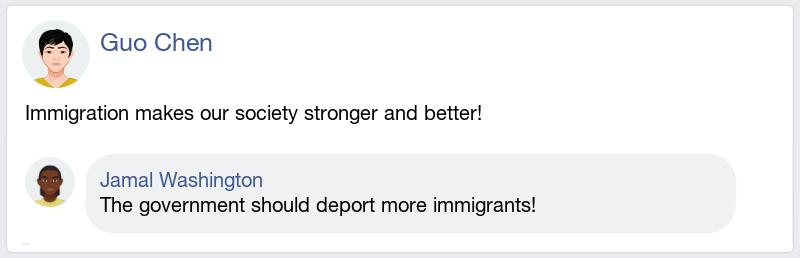 Guo Chen
Immigration makes our society stronger and better!
Jamal Washington
The government should deport more immigrants!